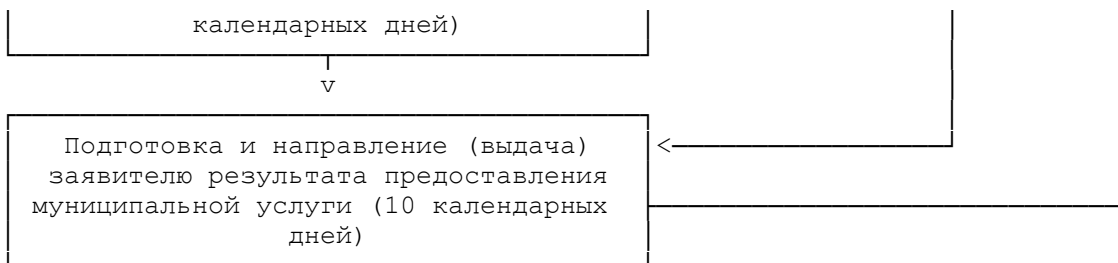 календарных дней)
v
Подготовка и направление (выдача)
заявителю результата предоставления
муниципальной услуги (10 календарных
дней)